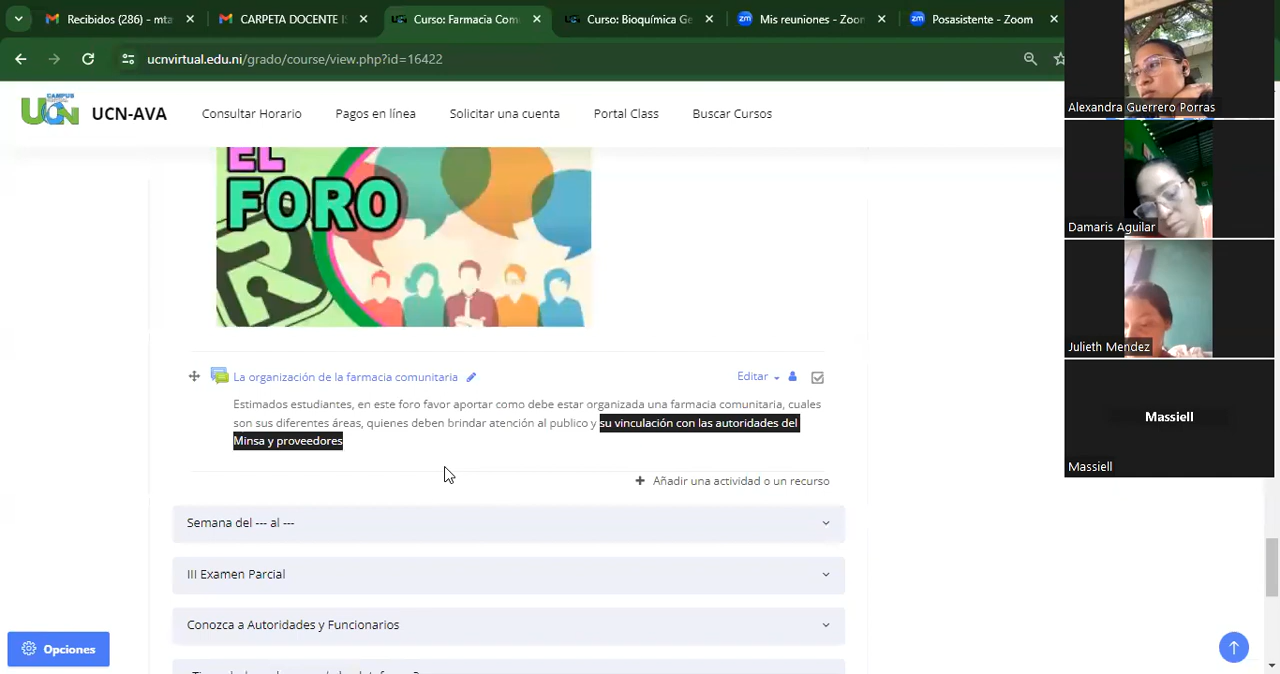 Recibidos (286) - mta
CARPETA DOCENTE IS
Curso: Farmacia Com
Curso: Bioquímica Ge
Mis reuniones - Zoom
Posasistente - Zoom
ucnvirtual.edu.ni/grado/course/view.php?id=16422
CAMPUS
UCN
UCN-AVA
Consultar Horario
Pagos en línea
Solicitar una cuenta
Portal Class
Buscar Cursos
EL
FORO
La organización de la farmacia comunitaria
Editar
Estimados estudiantes, en este foro favor aportar como debe estar organizada una farmacia comunitaria, cuales
son sus diferentes áreas, quienes deben brindar atención al publico y su vinculación con las autoridades del
Minsa y proveedores
Añadir una actividad o un recurso
Semana del --- al ---
III Examen Parcial
Conozca a Autoridades y Funcionarios
Opciones
Alexandra Guerrero Porras
Damaris Aguilar
Julieth Mendez
Massiell
Massiell